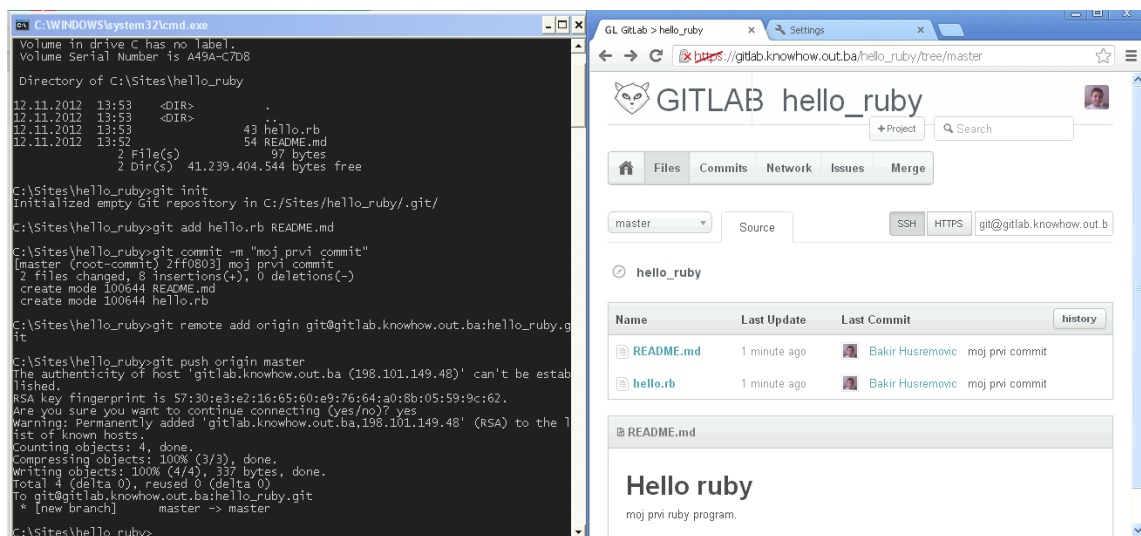 C:\WINDOWS\system32\cmd.exe
Volume in drive C has no label.
Volume Serial Number is A49A-C7D8
Directory of C:\Sites\hello_ruby
12.11.2012 13:53 <DIR> .
12.11.2012 13:53 <DIR> ..
12.11.2012 13:53 43 hello.rb
12.11.2012 13:52 54 README.md
2 File(s) 97 bytes
2 Dir(s) 41.239.404.544 bytes free
C:\Sites\hello_ruby>git init
Initialized empty Git repository in C:/Sites/hello_ruby/.git/
C:\Sites\hello_ruby>git add hello.rb README.md
C:\Sites\hello_ruby>git commit -m "moj prvi commit"
[master (root-commit) 2ff0803] moj prvi commit
2 files changed, 8 insertions(+), 0 deletions(-)
create mode 100644 README.md
create mode 100644 hello.rb
C:\Sites\hello_ruby>git remote add origin git@gitlab.knowhow.out.ba:hello_ruby.g
it
C:\Sites\hello_ruby>git push origin master
The authenticity of host 'gitlab.knowhow.out.ba (198.101.149.48)' can't be estab
lished.
RSA key fingerprint is 57:30:e3:e2:16:65:60:e9:76:64:a0:8b:05:59:9c:62.
Are you sure you want to continue connecting (yes/no)? yes
Warning: Permanently added 'gitlab.knowhow.out.ba,198.101.149.48' (RSA) to the l
ist of known hosts.
Counting objects: 4, done.
Compressing objects: 100% (3/3), done.
Writing objects: 100% (4/4), 337 bytes, done.
Total 4 (delta 0), reused 0 (delta 0)
To git@gitlab.knowhow.out.ba:hello_ruby.git
* [new branch] master -> master
C:\Sites\hello_ruby>
GL GitLab > hello_ruby
Settings
https://gitlab.knowhow.out.ba/hello_ruby/tree/master
GITLAB hello_ruby
+ Project Search
Files Commits Network Issues Merge
master Source SSH HTTPS git@gitlab.knowhow.out.b
hello_ruby
Name Last Update Last Commit history
README.md 1 minute ago Bakir Husremovic moj prvi commit
hello.rb 1 minute ago Bakir Husremovic moj prvi commit
README.md
Hello ruby
moj prvi ruby program.